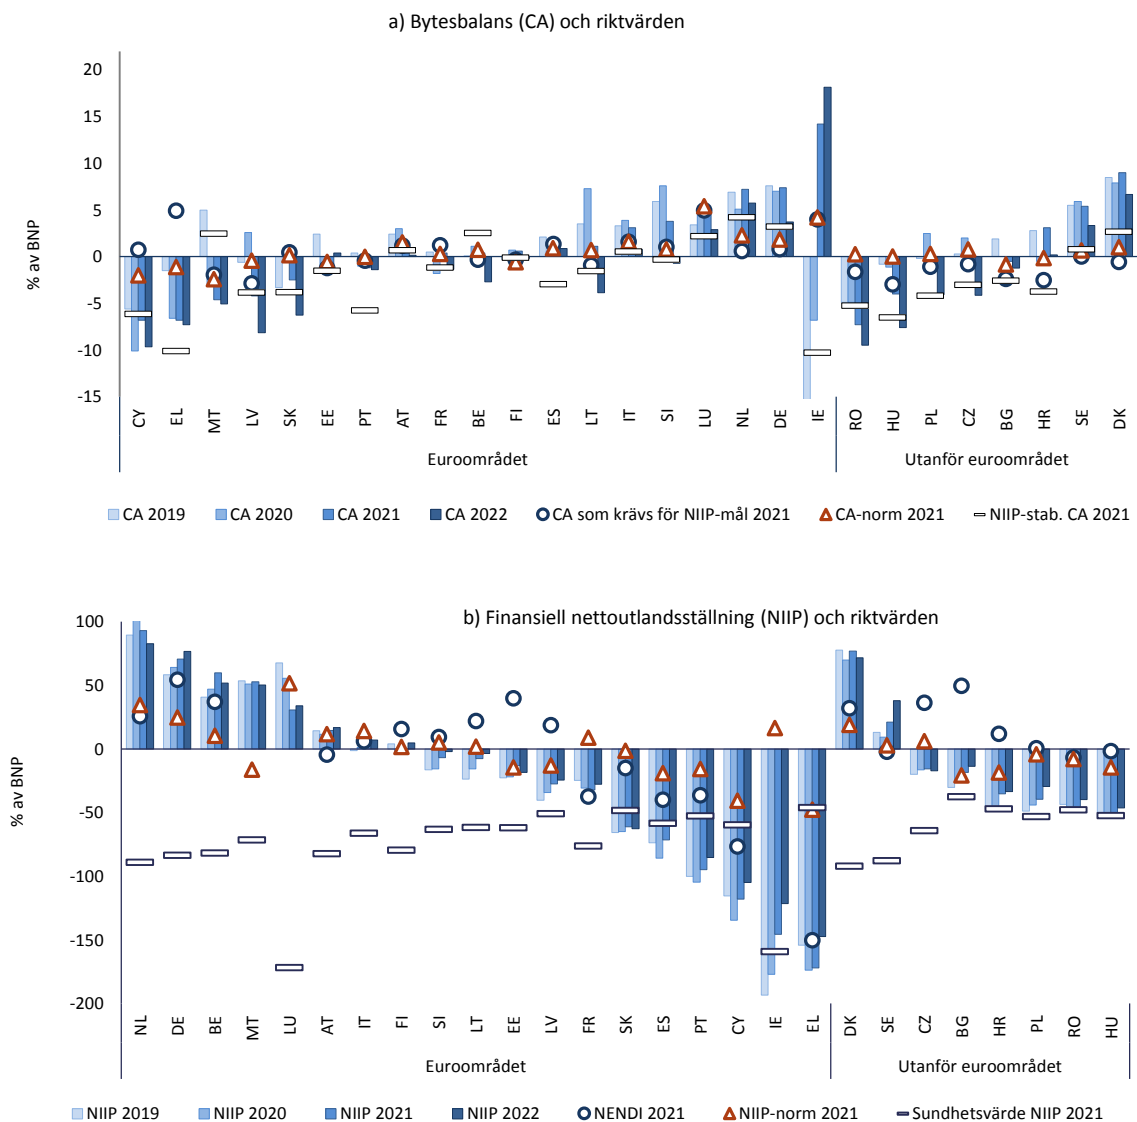 a) Bytesbalans (CA) och riktvärden
% av BNP
20
15
10
5
0
-5
-10
-15
CY EL MT LV SK EE PT AT FR BE FI ES LT IT SI LU NL DE IE RO HU PL CZ BG HR SE DK
Euroområdet Utanför euroområdet
CA 2019 CA 2020 CA 2021 CA 2022 CA som krävs för NIIP-mål 2021 CA-norm 2021 NIIP-stab. CA 2021
b) Finansiell nettoutlandsställning (NIIP) och riktvärden
% av BNP
100
50
0
-50
-100
-150
-200
NL DE BE MT LU AT IT FI SI LT EE LV FR SK ES PT CY IE EL DK SE CZ BG HR PL RO HU
Euroområdet Utanför euroområdet
NIIP 2019 NIIP 2020 NIIP 2021 NIIP 2022 NENDI 2021 NIIP-norm 2021 Sundhetsvärde NIIP 2021